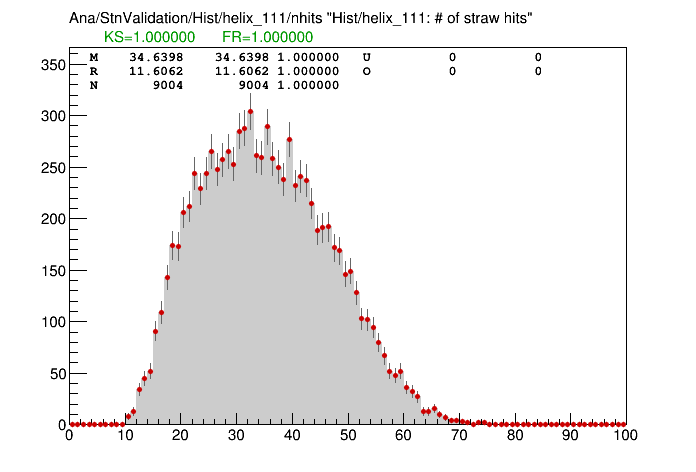 Ana/StnValidation/Hist/helix_111/nhits "Hist/helix_111: # of straw hits"
KS=1.000000 FR=1.000000
M 34.6398 34.6398 1.000000 U 0 0
R 11.6062 11.6062 1.000000 O 0 0
N 9004 9004 1.000000
350
300
250
200
150
100
50
0
0 10 20 30 40 50 60 70 80 90 100